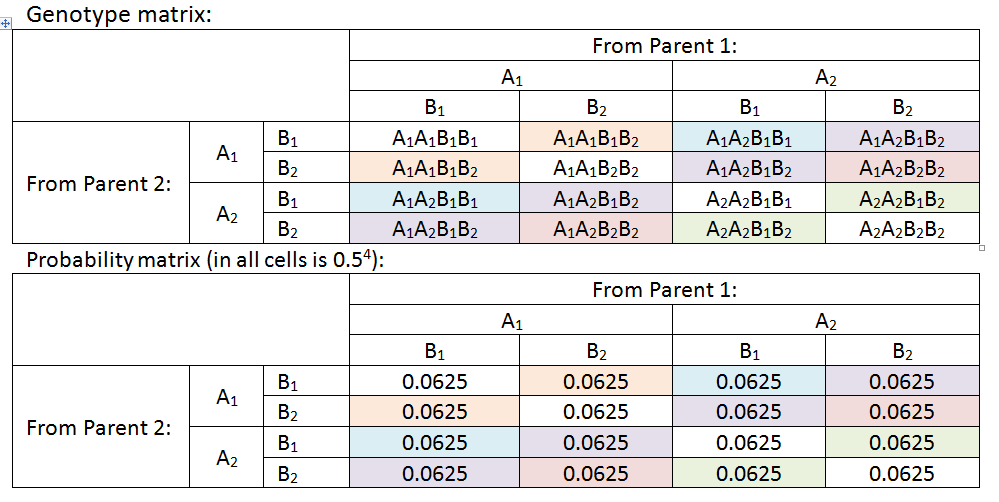 Genotype matrix:
From Parent 1:
A₁ A₂
B₁ B₂ B₁ B₂
B₁ A₁A₁B₁B₁ A₁A₁B₁B₂ A₁A₂B₁B₁ A₁A₂B₁B₂
A₁
B₂ A₁A₁B₁B₂ A₁A₁B₂B₂ A₁A₂B₁B₂ A₁A₂B₂B₂
From Parent 2:
B₁ A₁A₂B₁B₁ A₁A₂B₁B₂ A₂A₂B₁B₁ A₂A₂B₁B₂
A₂
B₂ A₁A₂B₁B₂ A₁A₂B₂B₂ A₂A₂B₁B₂ A₂A₂B₂B₂
Probability matrix (in all cells is 0.5⁴):
From Parent 1:
A₁ A₂
B₁ B₂ B₁ B₂
B₁ 0.0625 0.0625 0.0625 0.0625
A₁
B₂ 0.0625 0.0625 0.0625 0.0625
From Parent 2:
B₁ 0.0625 0.0625 0.0625 0.0625
A₂
B₂ 0.0625 0.0625 0.0625 0.0625